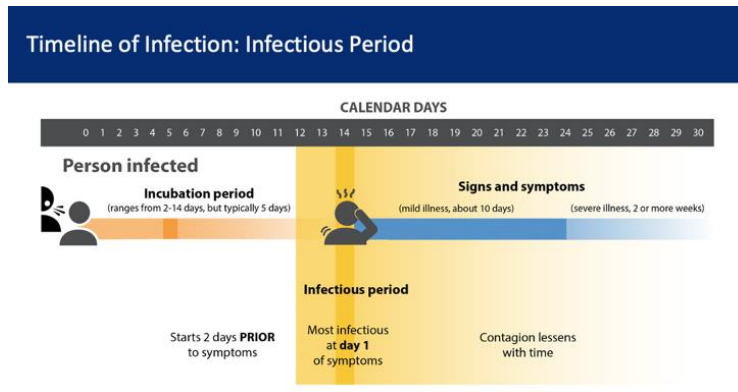 Timeline of Infection: Infectious Period
CALENDAR DAYS
0 1 2 3 4 5 6 7 8 9 10 11 12 13 14 15 16 17 18 19 20 21 22 23 24 25 26 27 28 29 30
Person infected
Incubation period
(ranges from 2-14 days, but typically 5 days)
Signs and symptoms
(mild illness, about 10 days)
(severe illness, 2 or more weeks)
Infectious period
Starts 2 days PRIOR
to symptoms
Most infectious
at day 1
of symptoms
Contagion lessens
with time